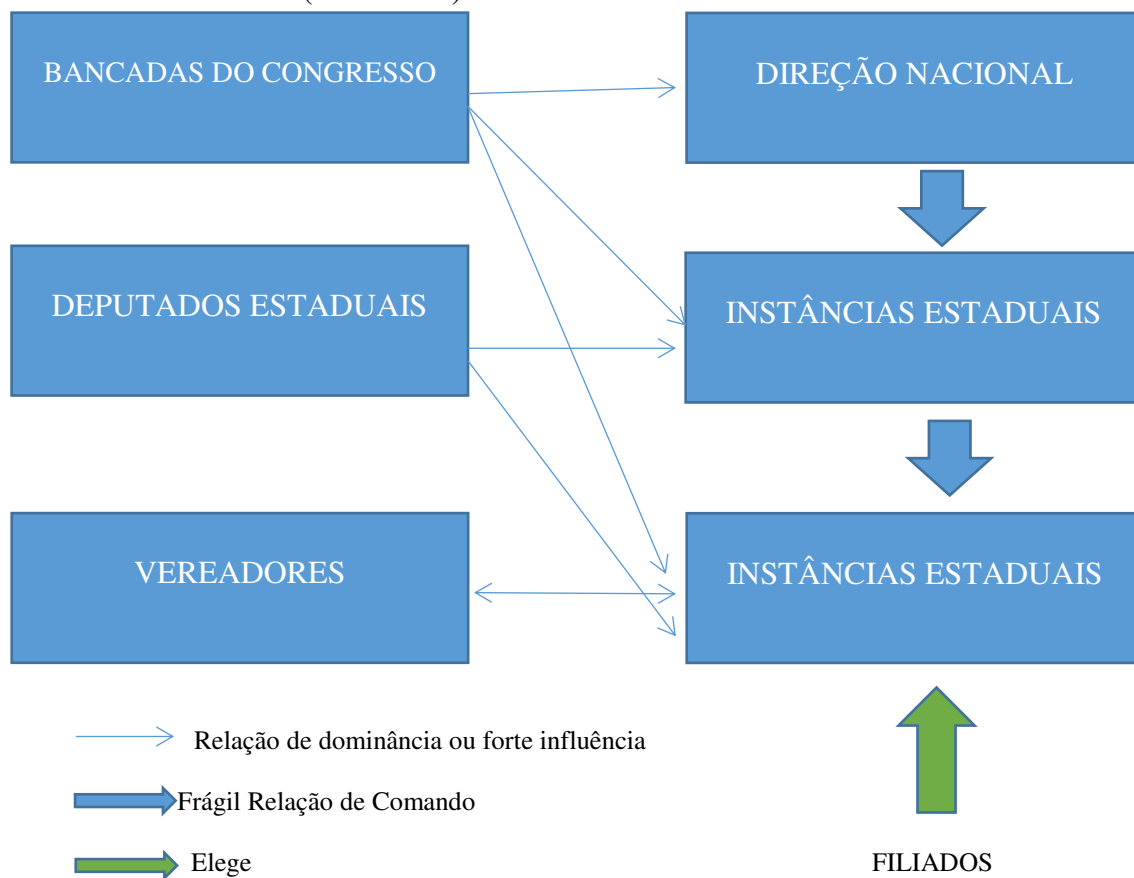 BANCADAS DO CONGRESSO
DIREÇÃO NACIONAL
DEPUTADOS ESTADUAIS
INSTÂNCIAS ESTADUAIS
VEREADORES
INSTÂNCIAS ESTADUAIS
Relação de dominância ou forte influência
Frágil Relação de Comando
Elege
FILIADOS